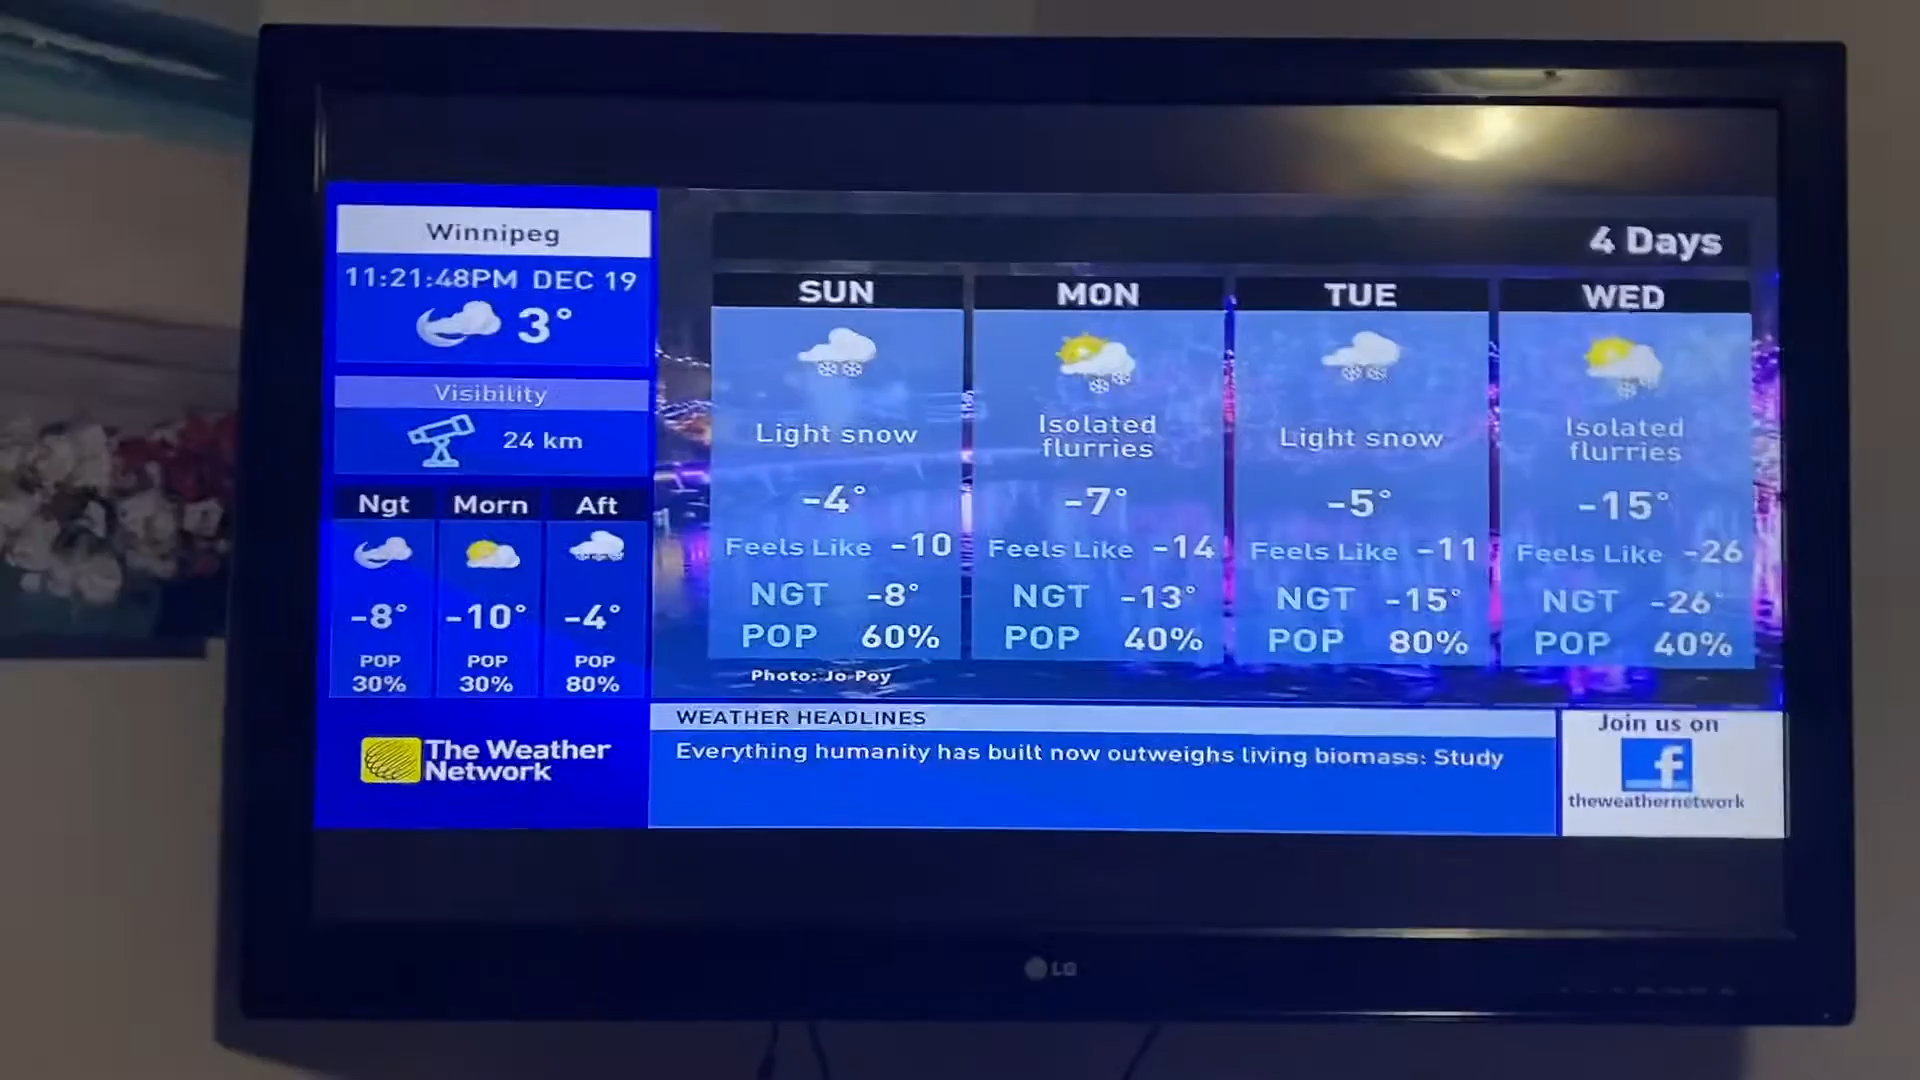 Winnipeg
11:21:48PM DEC 19
3°
Visibility
24 km
Ngt Morn Aft
-8° -10° -4°
POP POP POP
30% 30% 80%
The Weather
Network
4 Days
SUN MON TUE WED
Light snow
Isolated
flurries
Light snow
Isolated
flurries
-4° -7° -5° -15°
Feels Like -10 Feels Like -14 Feels Like -11 Feels Like -26
NGT -8° NGT -13° NGT -15° NGT -26°
POP 60% POP 40% POP 80% POP 40%
Photo: Jo Poy
WEATHER HEADLINES
Everything humanity has built now outweighs living biomass: Study
Join us on
f
theweathernetwork
LG